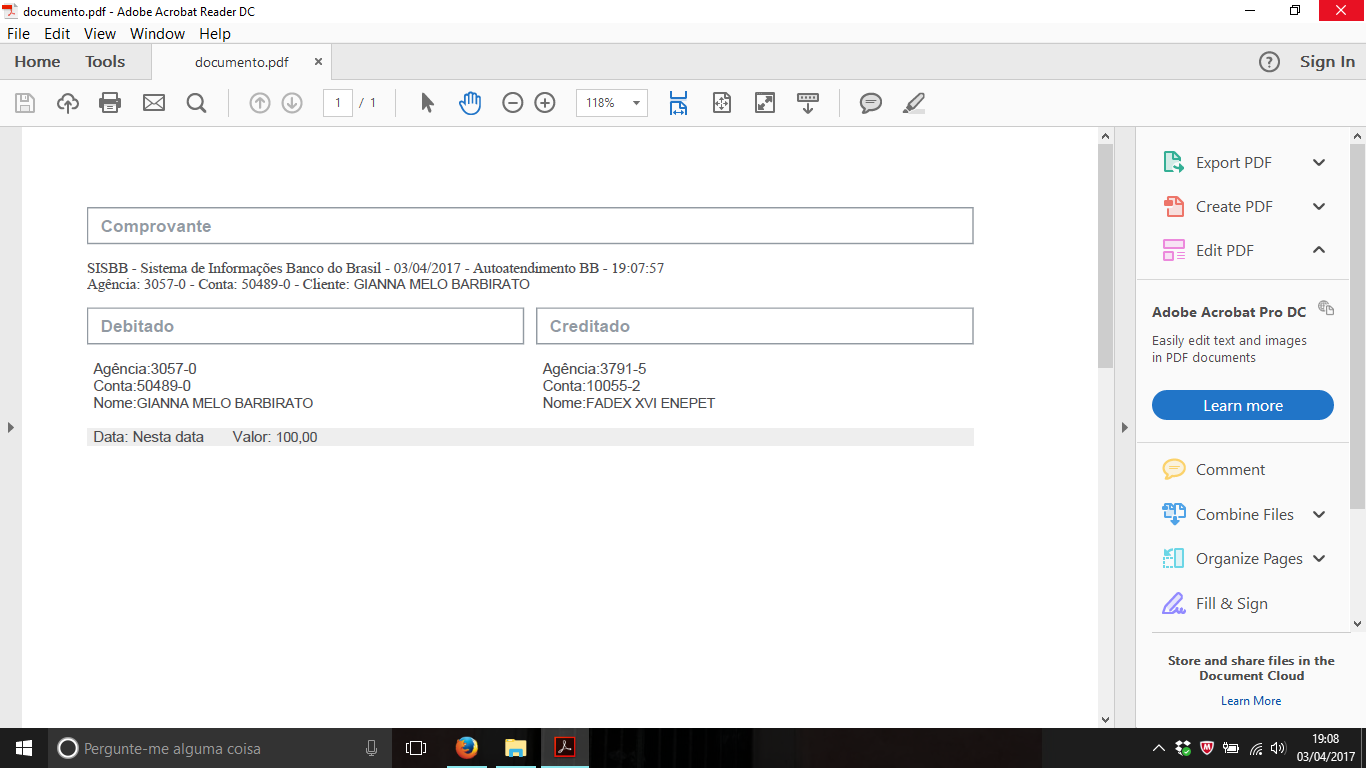 documento.pdf - Adobe Acrobat Reader DC
File Edit View Window Help
Home Tools documento.pdf × Sign In
1 / 1 118%
Comprovante
SISBB - Sistema de Informações Banco do Brasil - 03/04/2017 - Autoatendimento BB - 19:07:57
Agência: 3057-0 - Conta: 50489-0 - Cliente: GIANNA MELO BARBIRATO
Debitado
Agência:3057-0
Conta:50489-0
Nome:GIANNA MELO BARBIRATO
Creditado
Agência:3791-5
Conta:10055-2
Nome:FADEX XVI ENEPET
Data: Nesta data Valor: 100,00
Export PDF
Create PDF
Edit PDF
Adobe Acrobat Pro DC
Easily edit text and images
in PDF documents
Learn more
Comment
Combine Files
Organize Pages
Fill & Sign
Store and share files in the
Document Cloud
Learn More
Pergunte-me alguma coisa
19:08
03/04/2017